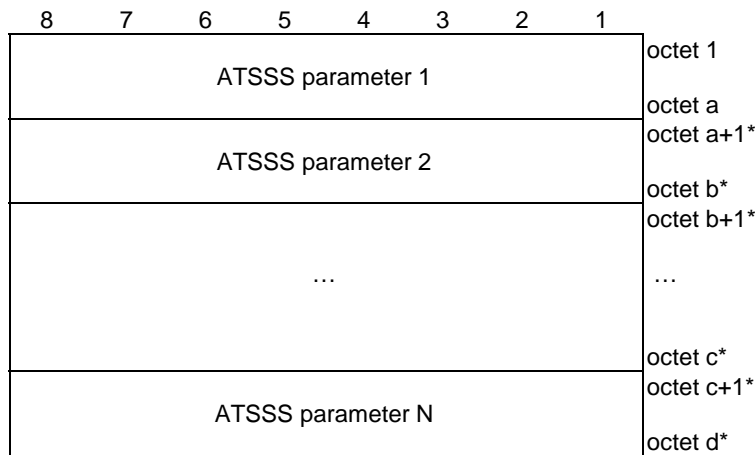 8 7 6 5 4 3 2 1
octet 1
ATSSS parameter 1
octet a
octet a+1*
ATSSS parameter 2
octet b*
octet b+1*
… …
octet c*
octet c+1*
ATSSS parameter N
octet d*